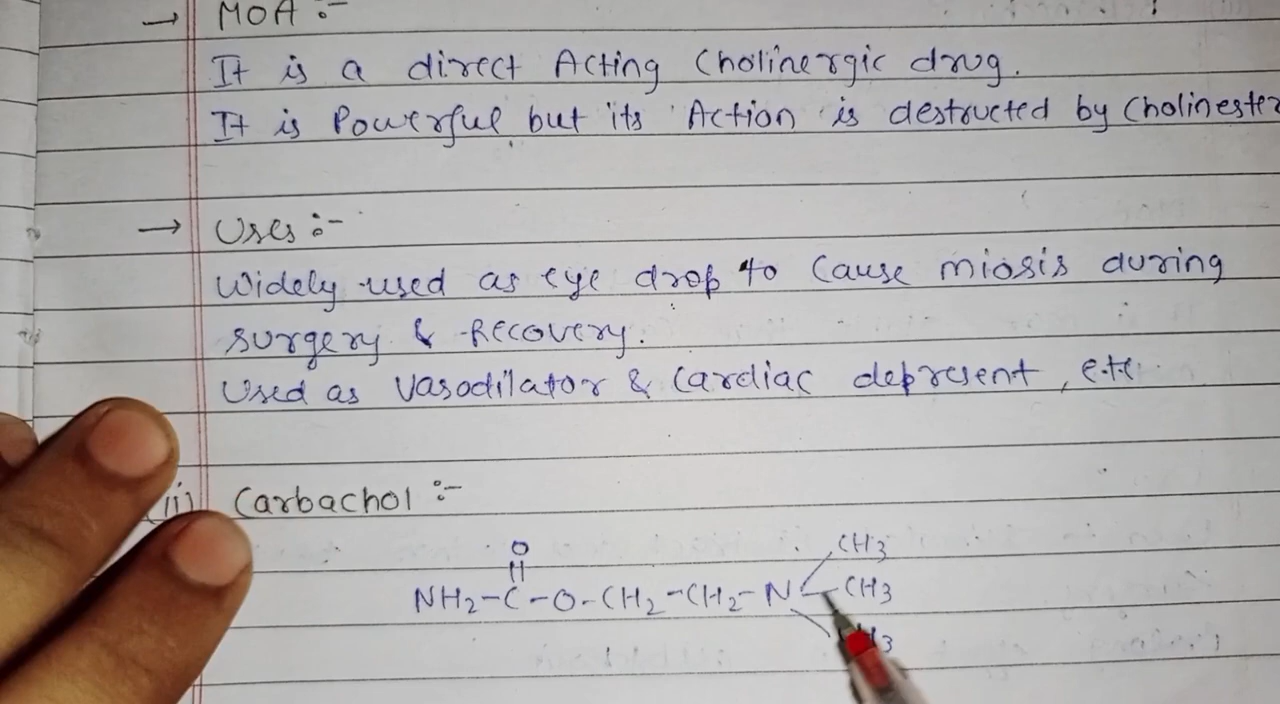 → MOA :-
It is a direct Acting Cholinergic drug.
It is Powerful but its Action is destructed by Cholinester
→ Uses :-
Widely used as eye drop to Cause miosis during
surgery & Recovery.
Used as Vasodilator & Cardiac depresent, etc.
(ii) Carbachol :-
O
||
CH3
NH2-C-O-CH2-CH2-N-CH3
H3